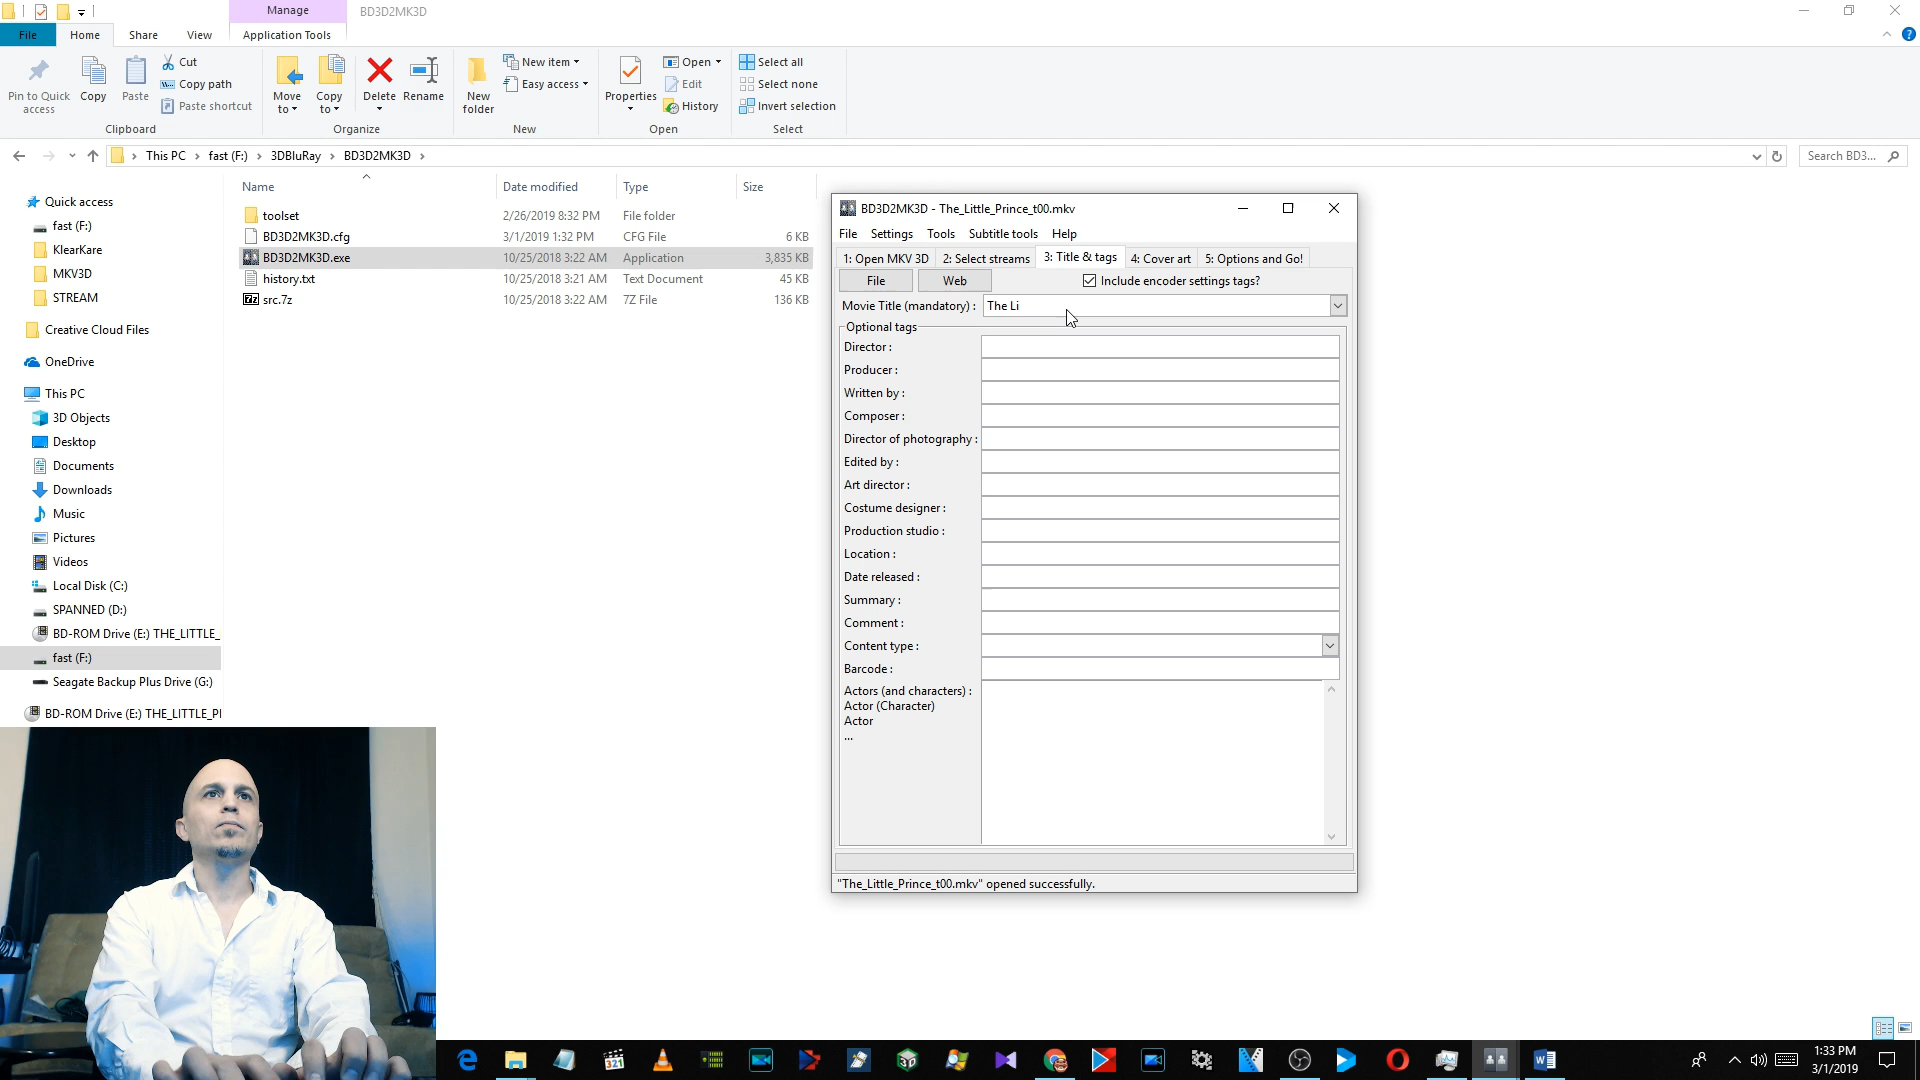 Manage
BD3D2MK3D
File
Home
Share
View
Application Tools
Pin to Quick access
Copy
Paste
Cut
Copy path
Paste shortcut
Clipboard
Move to
Copy to
Delete
Rename
Organize
New folder
New item
Easy access
New
Properties
Open
Edit
History
Open
Select all
Select none
Invert selection
Select
This PC
fast (F:)
3DBluRay
BD3D2MK3D
Search BD3...
Name
Date modified
Type
Size
toolset 2/26/2019 8:32 PM File folder
BD3D2MK3D.cfg 3/1/2019 1:32 PM CFG File 6 KB
BD3D2MK3D.exe 10/25/2018 3:22 AM Application 3,835 KB
history.txt 10/25/2018 3:21 AM Text Document 45 KB
src.7z 10/25/2018 3:22 AM 7Z File 136 KB
Quick access
fast (F:)
KlearKare
MKV3D
STREAM
Creative Cloud Files
OneDrive
This PC
3D Objects
Desktop
Documents
Downloads
Music
Pictures
Videos
Local Disk (C:)
SPANNED (D:)
BD-ROM Drive (E:) THE_LITTLE_
fast (F:)
Seagate Backup Plus Drive (G:)
BD-ROM Drive (E:) THE_LITTLE_PI
BD3D2MK3D - The_Little_Prince_t00.mkv
File Settings Tools Subtitle tools Help
1: Open MKV 3D
2: Select streams
3: Title & tags
4: Cover art
5: Options and Go!
File
Web
Include encoder settings tags?
Movie Title (mandatory) : The Li
Optional tags
Director :
Producer :
Written by :
Composer :
Director of photography :
Edited by :
Art director :
Costume designer :
Production studio :
Location :
Date released :
Summary :
Comment :
Content type :
Barcode :
Actors (and characters) :
Actor (Character)
Actor
...
"The_Little_Prince_t00.mkv" opened successfully.
1:33 PM
3/1/2019